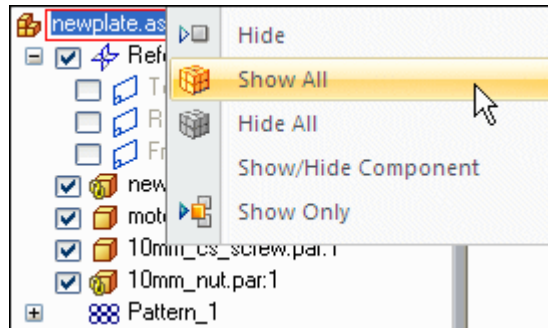 newplate.as
Hide
Refe
Show All
Hide All
new
Show/Hide Component
moto
Show Only
10mm_cs_screw.par:1
10mm_nut.par:1
Pattern_1